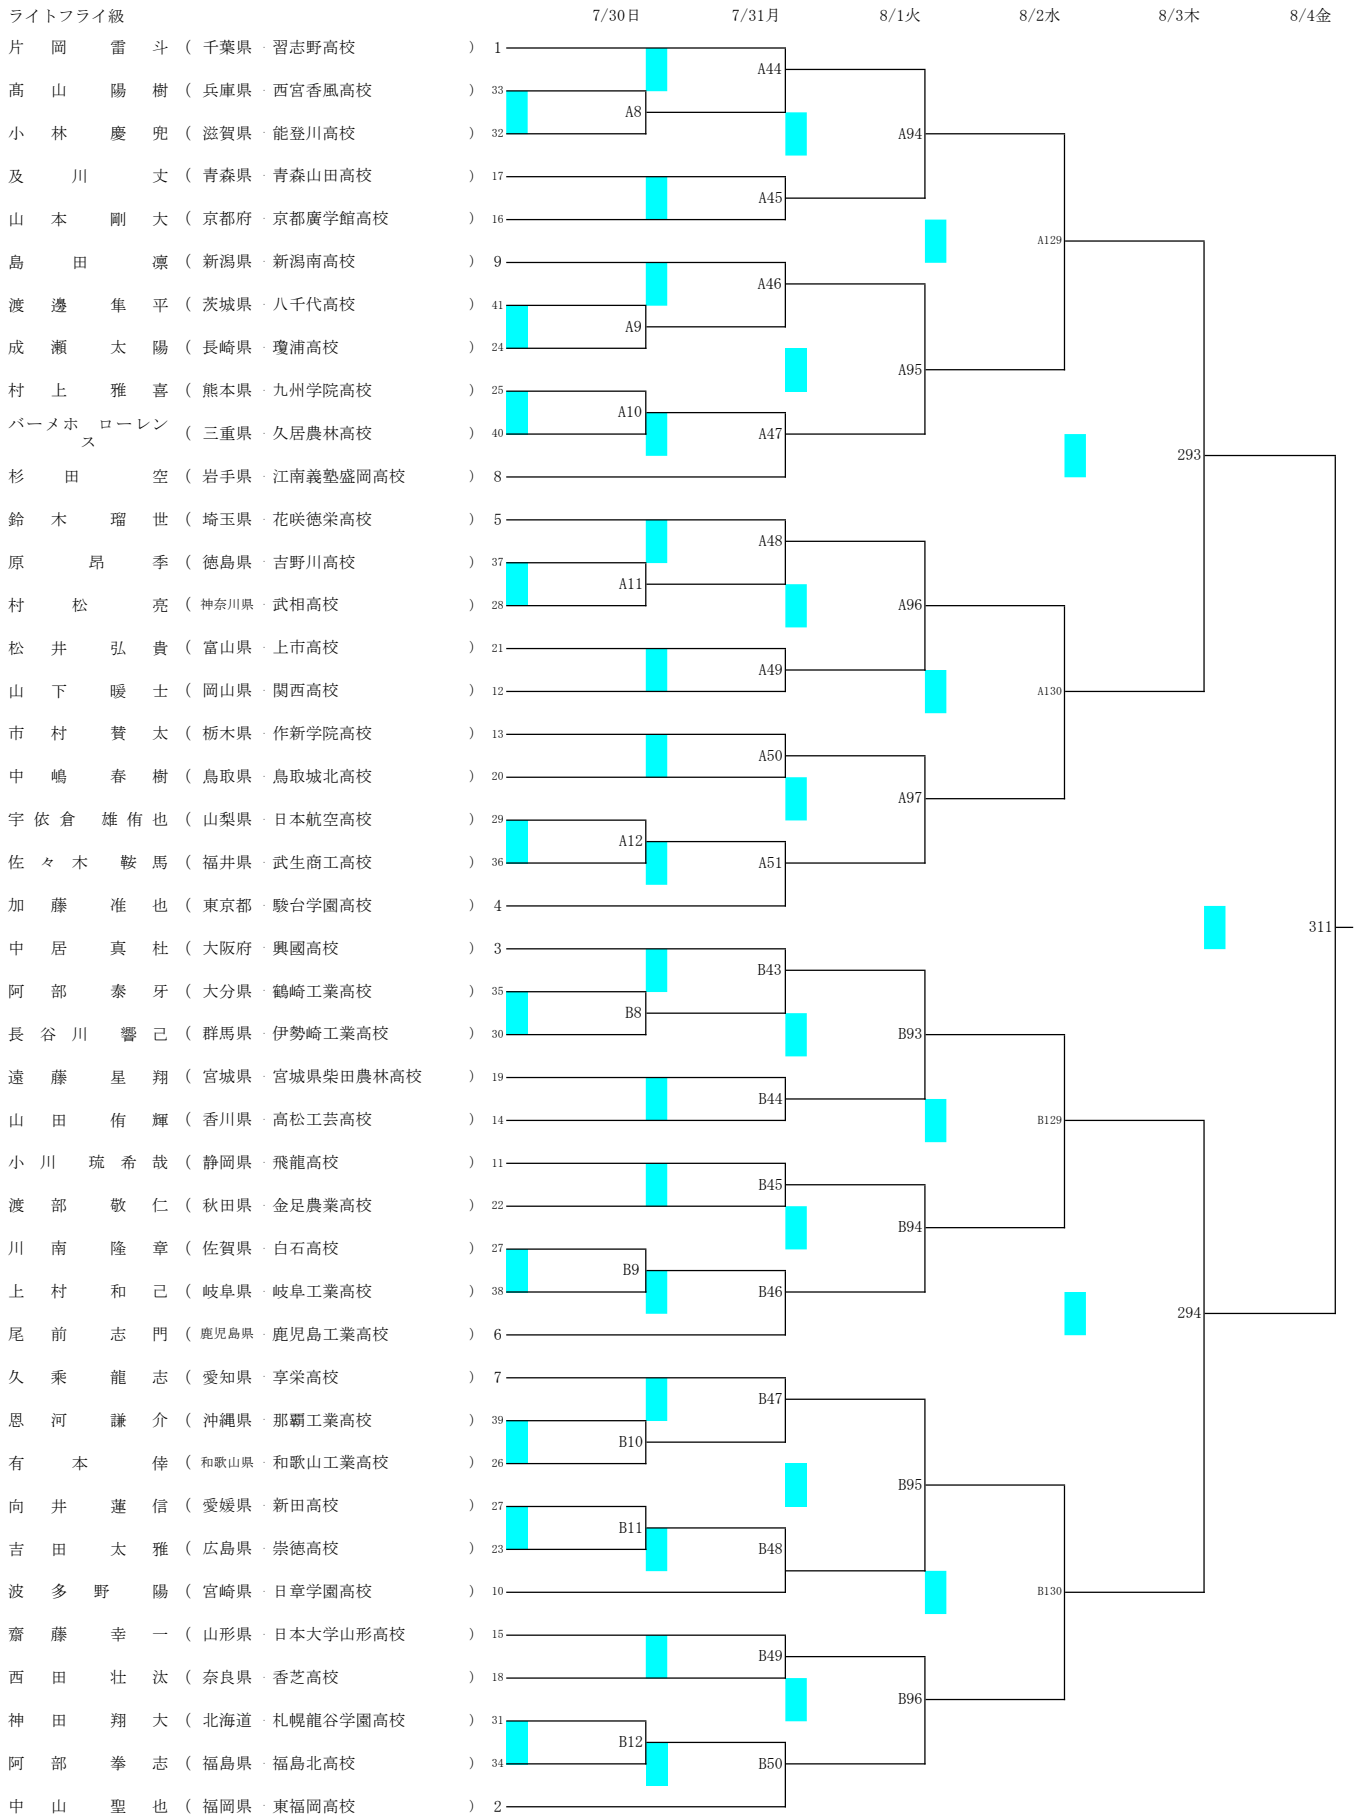 ライトフライ級 7/30日 7/31月 8/1火 8/2水 8/3木 8/4金
片岡 雷斗 ( 千葉県 · 習志野高校 ) 1
A44
髙山 陽樹 ( 兵庫県 · 西宮香風高校 ) 33
A8
小林 慶兜 ( 滋賀県 · 能登川高校 ) 32
A94
及川 丈 ( 青森県 · 青森山田高校 ) 17
A45
山本 剛大 ( 京都府 · 京都廣学館高校 ) 16
A129
島田 凛 ( 新潟県 · 新潟南高校 ) 9
A46
渡邊 隼平 ( 茨城県 · 八千代高校 ) 41
A9
成瀬 太陽 ( 長崎県 · 瓊浦高校 ) 24
A95
村上 雅喜 ( 熊本県 · 九州学院高校 ) 25
A10
バーメホ ローレンス ( 三重県 · 久居農林高校 ) 40
A47
293
杉田 空 ( 岩手県 · 江南義塾盛岡高校 ) 8
鈴木 瑠世 ( 埼玉県 · 花咲徳栄高校 ) 5
A48
原 昂季 ( 徳島県 · 吉野川高校 ) 37
A11
村松 亮 ( 神奈川県 · 武相高校 ) 28
A96
松井 弘貴 ( 富山県 · 上市高校 ) 21
A49
山下 暖士 ( 岡山県 · 関西高校 ) 12
A130
市村 賛太 ( 栃木県 · 作新学院高校 ) 13
A50
中嶋 春樹 ( 鳥取県 · 鳥取城北高校 ) 20
A97
宇依倉 雄侑也 ( 山梨県 · 日本航空高校 ) 29
A12
佐々木 鞍馬 ( 福井県 · 武生商工高校 ) 36
A51
加藤 准也 ( 東京都 · 駿台学園高校 ) 4
311
中居 真杜 ( 大阪府 · 興國高校 ) 3
B43
阿部 泰牙 ( 大分県 · 鶴崎工業高校 ) 35
B8
長谷川 響己 ( 群馬県 · 伊勢崎工業高校 ) 30
B93
遠藤 星翔 ( 宮城県 · 宮城県柴田農林高校 ) 19
B44
山田 侑輝 ( 香川県 · 高松工芸高校 ) 14
B129
小川 琉希哉 ( 静岡県 · 飛龍高校 ) 11
B45
渡部 敬仁 ( 秋田県 · 金足農業高校 ) 22
B94
川南 隆章 ( 佐賀県 · 白石高校 ) 27
B9
上村 和己 ( 岐阜県 · 岐阜工業高校 ) 38
B46
294
尾前 志門 ( 鹿児島県 · 鹿児島工業高校 ) 6
久乗 龍志 ( 愛知県 · 享栄高校 ) 7
B47
恩河 謙介 ( 沖縄県 · 那覇工業高校 ) 39
B10
有本 倖 ( 和歌山県 · 和歌山工業高校 ) 26
B95
向井 蓮信 ( 愛媛県 · 新田高校 ) 27
B11
吉田 太雅 ( 広島県 · 崇徳高校 ) 23
B48
波多野 陽 ( 宮崎県 · 日章学園高校 ) 10
B130
齋藤 幸一 ( 山形県 · 日本大学山形高校 ) 15
B49
西田 壮汰 ( 奈良県 · 香芝高校 ) 18
B96
神田 翔大 ( 北海道 · 札幌龍谷学園高校 ) 31
B12
阿部 拳志 ( 福島県 · 福島北高校 ) 34
B50
中山 聖也 ( 福岡県 · 東福岡高校 ) 2